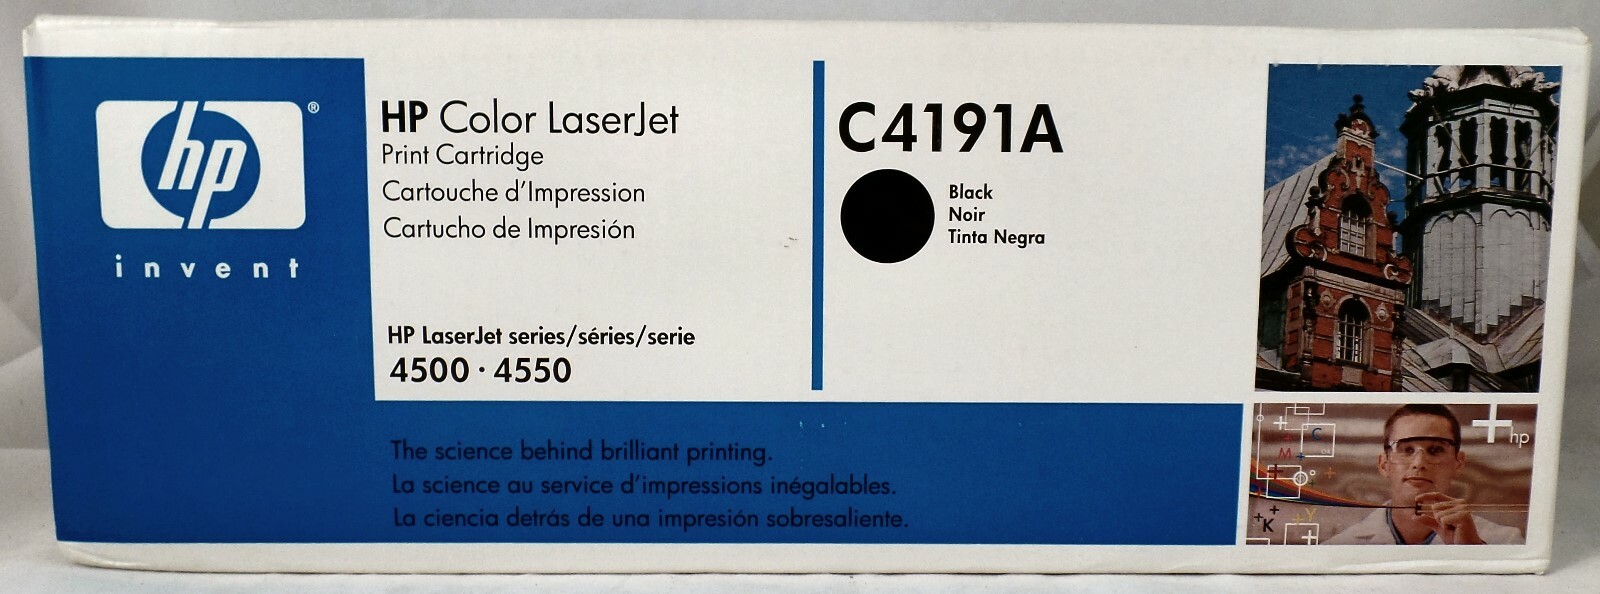 hp®
invent
HP Color LaserJet
Print Cartridge
Cartouche d'Impression
Cartucho de Impresión
HP LaserJet series/séries/serie
4500 · 4550
C4191A
Black
Noir
Tinta Negra
The science behind brilliant printing.
La science au service d'impressions inégalables.
La ciencia detrás de una impresión sobresaliente.
+hp
C
M
Y
K